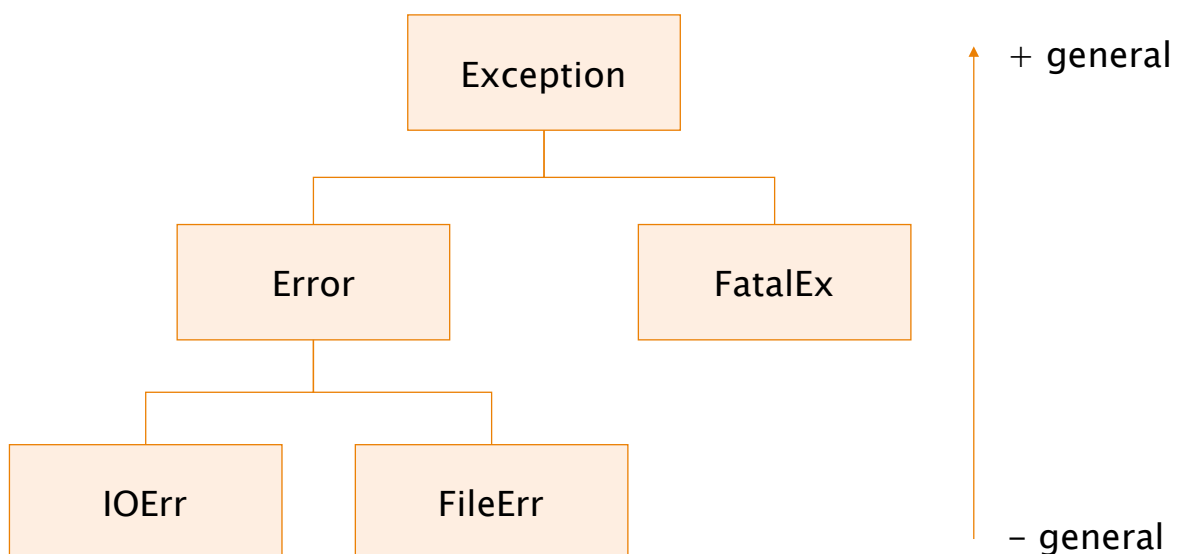 Exception
+ general
Error
FatalEx
IOErr
FileErr
– general